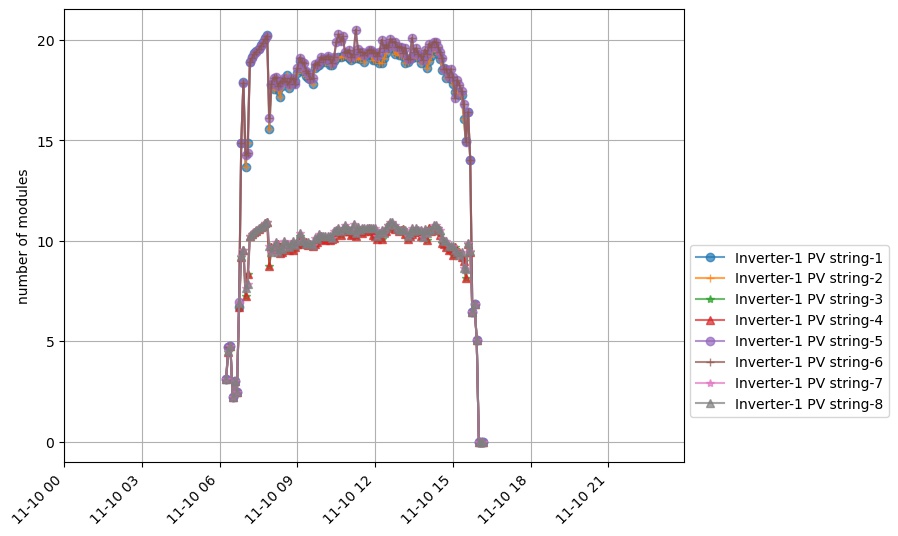 20
15
10
5
0
number of modules
11-10 00
11-10 03
11-10 06
11-10 09
11-10 12
11-10 15
11-10 18
11-10 21
Inverter-1 PV string-1
Inverter-1 PV string-2
Inverter-1 PV string-3
Inverter-1 PV string-4
Inverter-1 PV string-5
Inverter-1 PV string-6
Inverter-1 PV string-7
Inverter-1 PV string-8